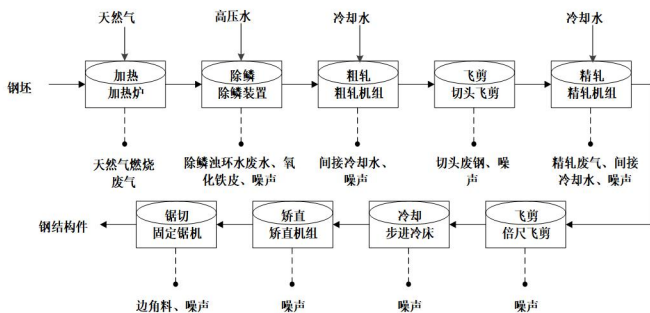 天然气
高压水
冷却水
冷却水
钢坯
加热
加热炉
除鳞
除鳞装置
粗轧
粗轧机组
飞剪
切头飞剪
精轧
精轧机组
天然气燃烧
废气
除鳞浊环水废水、氧
化铁皮、噪声
间接冷却水、
噪声
切头废钢、噪
声
精轧废气、间接
冷却水、噪声
钢结构件
锯切
固定锯机
矫直
矫直机组
冷却
步进冷床
飞剪
倍尺飞剪
边角料、噪声
噪声
噪声
噪声